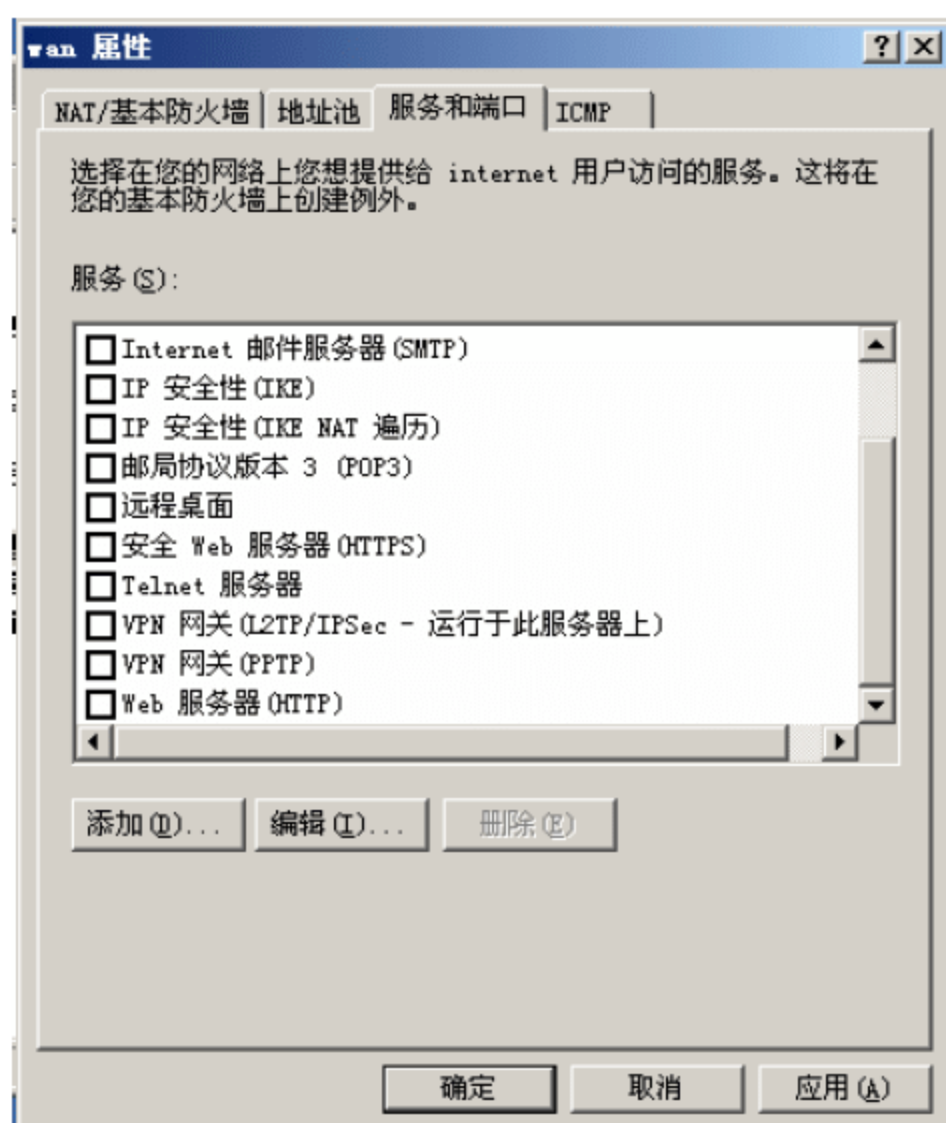 wan 属性
NAT/基本防火墙 地址池 服务和端口 ICMP
选择在您的网络上您想提供给 internet 用户访问的服务。这将在
您的基本防火墙上创建例外。
服务(S):
Internet 邮件服务器(SMTP)
IP 安全性(IKE)
IP 安全性(IKE NAT 遍历)
邮局协议版本 3 (POP3)
远程桌面
安全 Web 服务器(HTTPS)
Telnet 服务器
VPN 网关(L2TP/IPSec - 运行于此服务器上)
VPN 网关(PPTP)
Web 服务器(HTTP)
添加(D)... 编辑(I)... 删除(E)
确定 取消 应用(A)